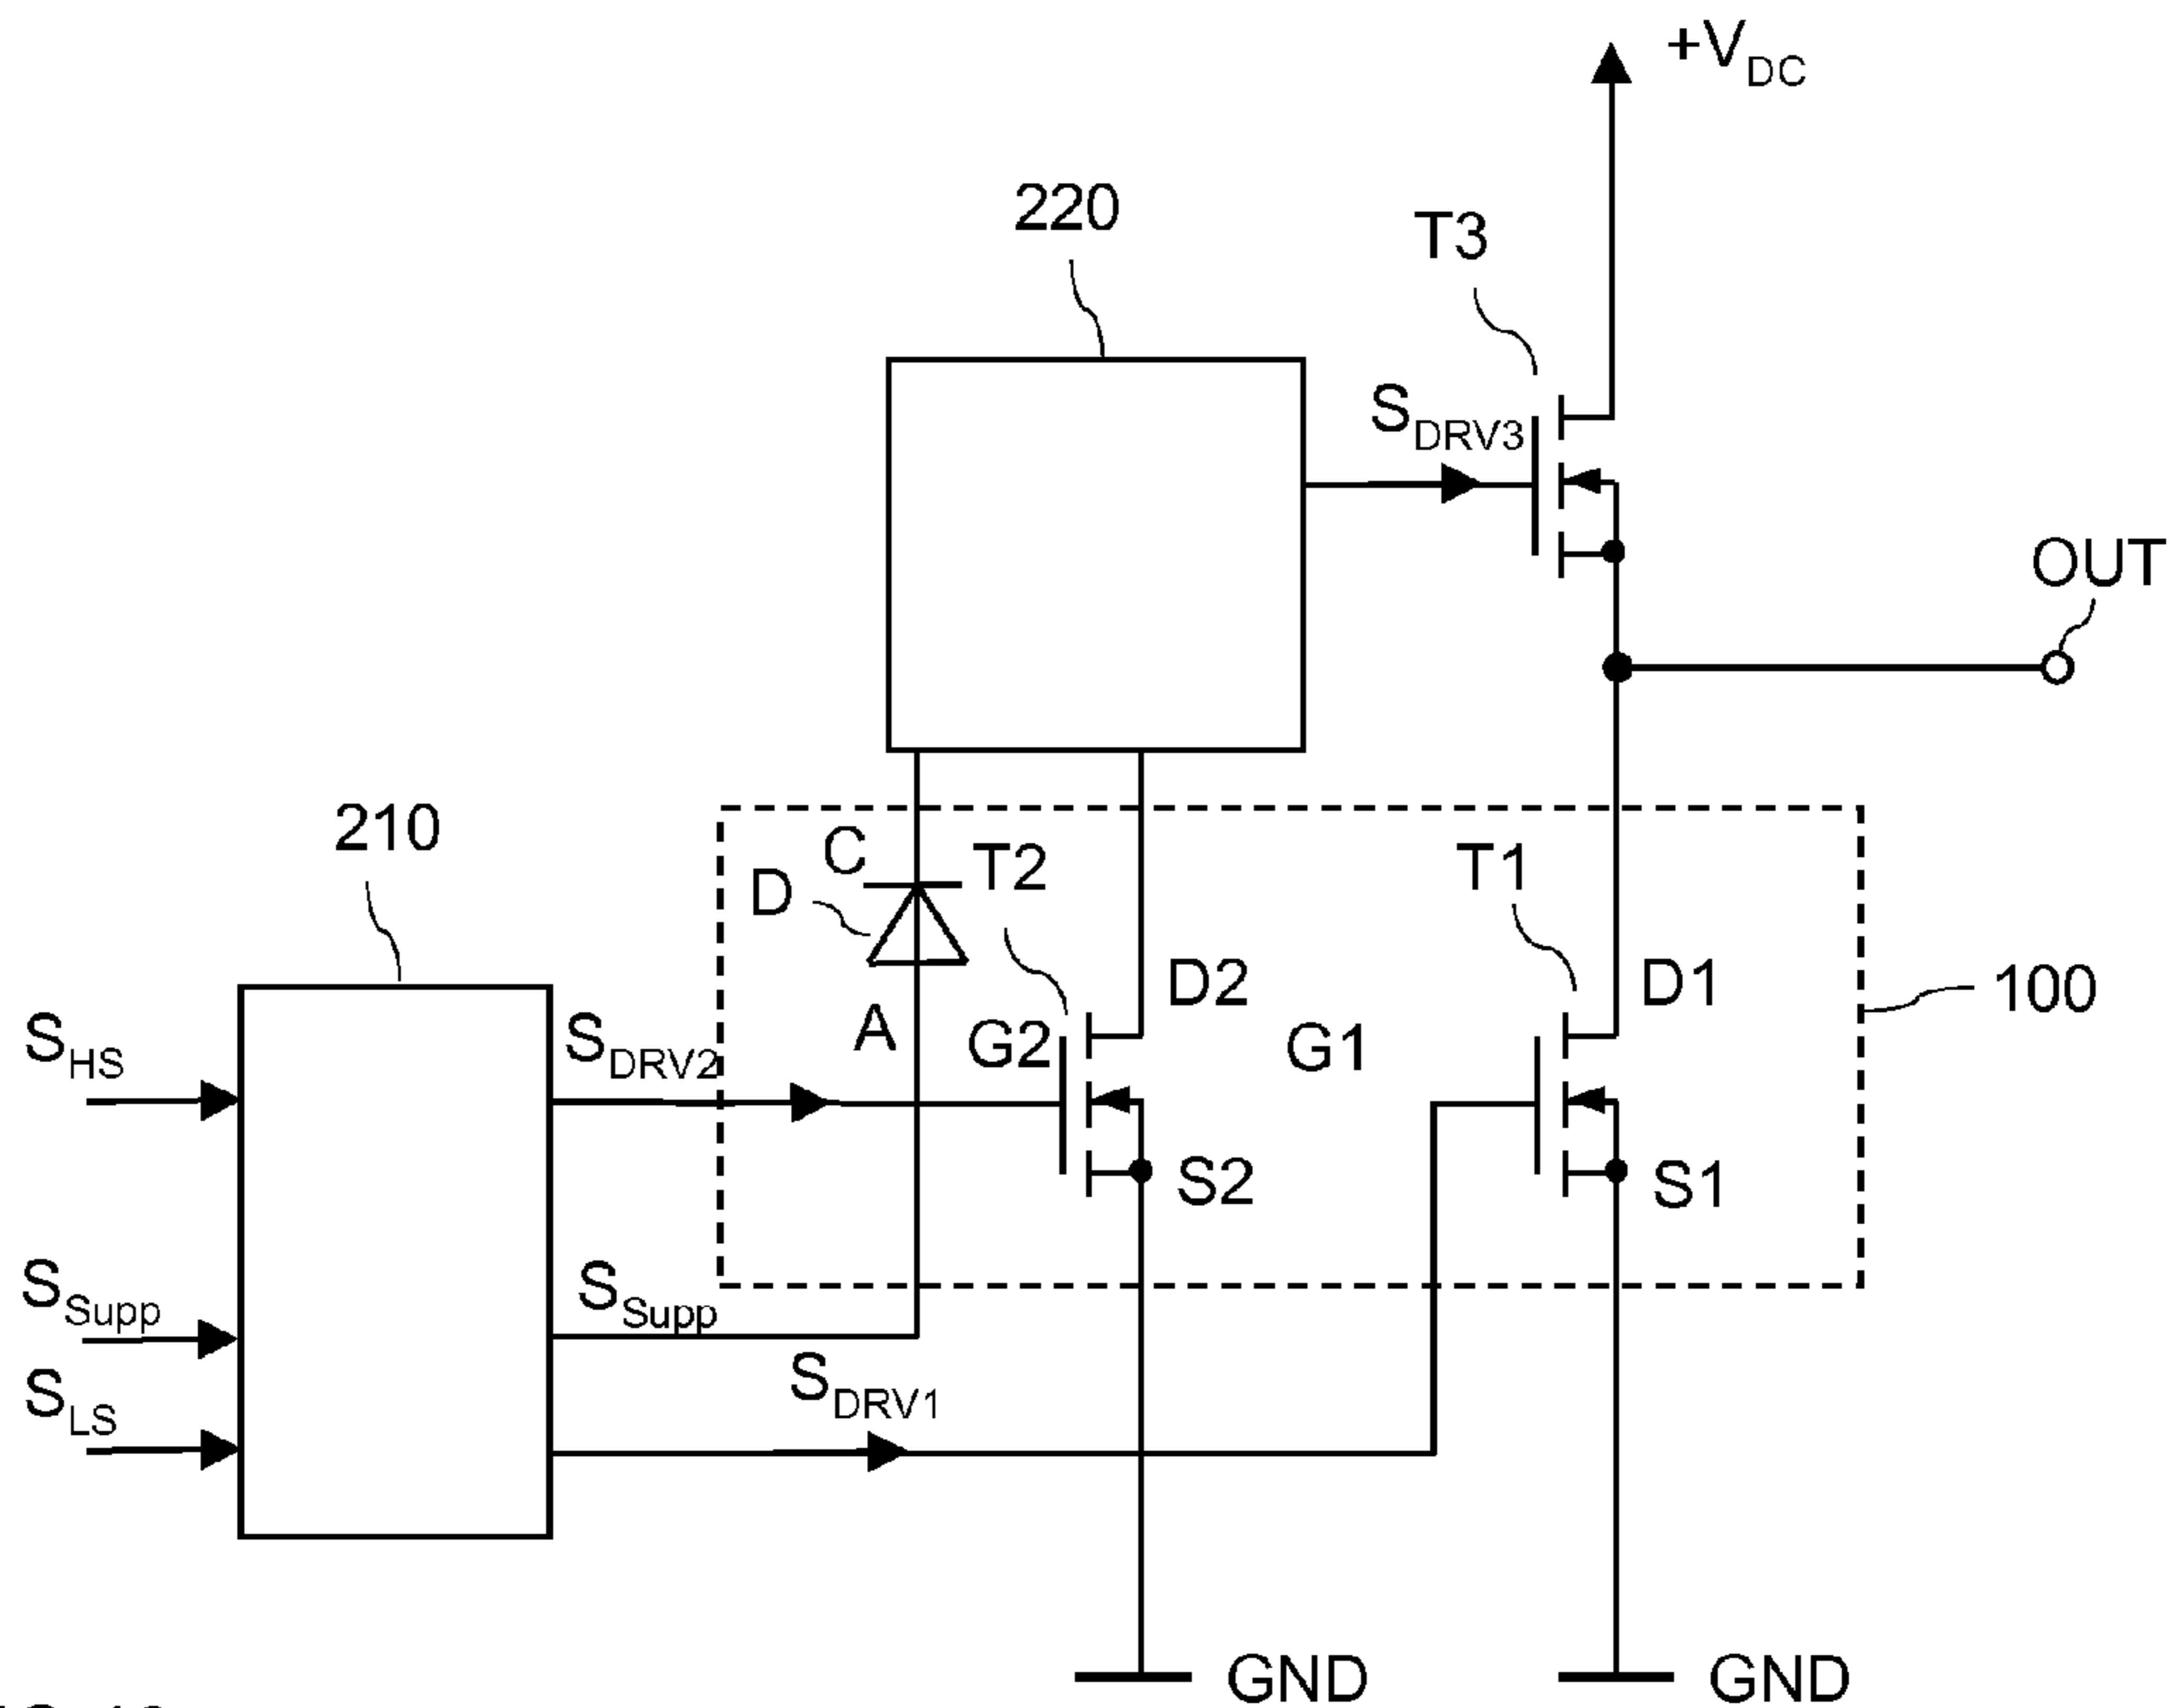 +VDC
220
T3
SDRV3
OUT
210
C
T2
T1
D
D2
D1
100
SHS
SDRV2
A
G2
G1
S2
S1
SSupp
SSupp
SLS
SDRV1
GND
GND